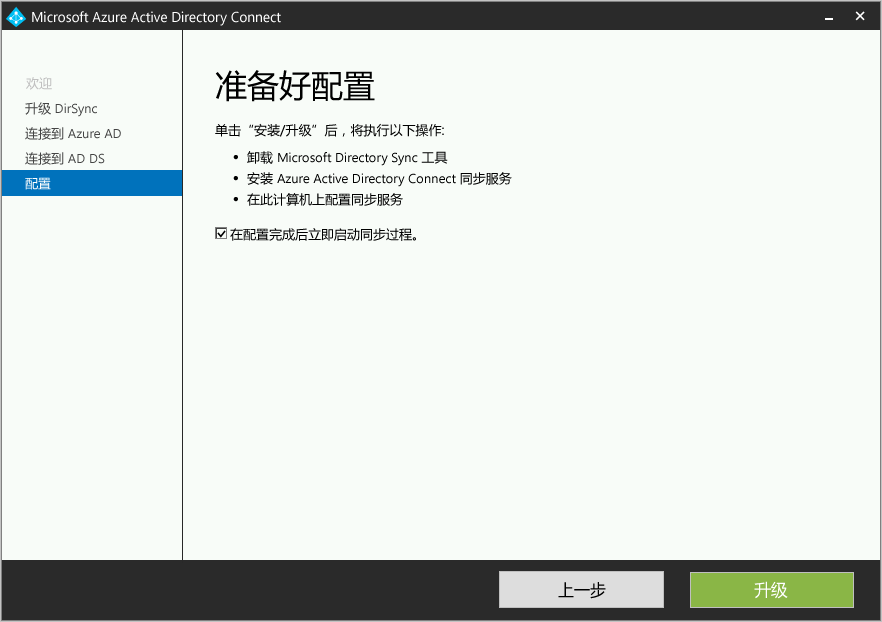 Microsoft Azure Active Directory Connect
欢迎
升级 DirSync
连接到 Azure AD
连接到 AD DS
配置
准备好配置
单击“安装/升级”后，将执行以下操作:
• 卸载 Microsoft Directory Sync 工具
• 安装 Azure Active Directory Connect 同步服务
• 在此计算机上配置同步服务
在配置完成后立即启动同步过程。
上一步
升级